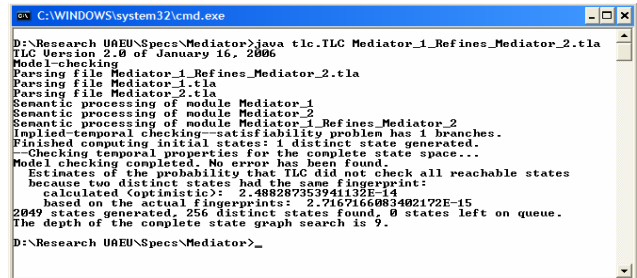 C:\WINDOWS\system32\cmd.exe
D:\Research UAEU\Specs\Mediator>java tlc.TLC Mediator_1_Refines_Mediator_2.tla
TLC Version 2.0 of January 16, 2006
Model-checking
Parsing file Mediator_1_Refines_Mediator_2.tla
Parsing file Mediator_1.tla
Parsing file Mediator_2.tla
Semantic processing of module Mediator_1
Semantic processing of module Mediator_2
Semantic processing of module Mediator_1_Refines_Mediator_2
Implied-temporal checking--satisfiability problem has 1 branches.
Finished computing initial states: 1 distinct state generated.
--Checking temporal properties for the complete state space...
Model checking completed. No error has been found.
Estimates of the probability that TLC did not check all reachable states
because two distinct states had the same fingerprint:
calculated (optimistic): 2.488287353941132E-14
based on the actual fingerprints: 2.7167166083402172E-15
2049 states generated, 256 distinct states found, 0 states left on queue.
The depth of the complete state graph search is 9.
D:\Research UAEU\Specs\Mediator>_